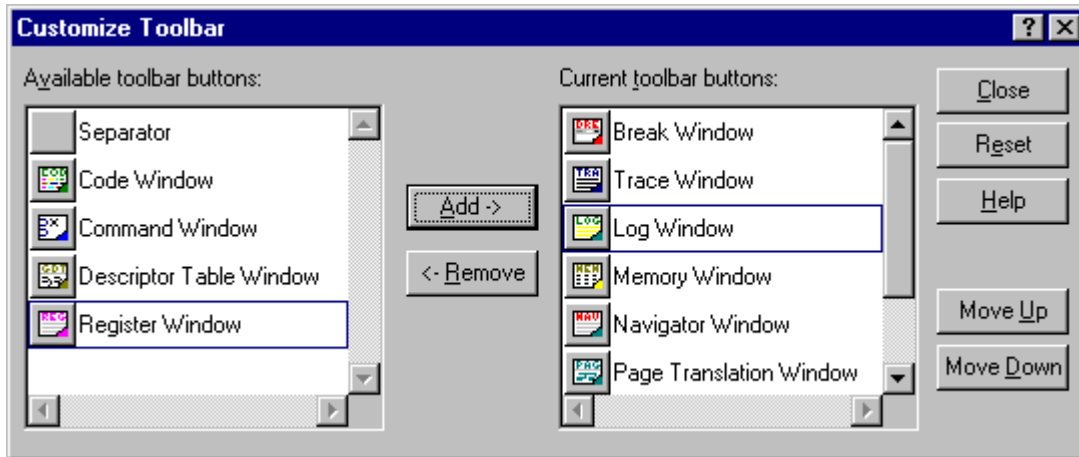 Customize Toolbar
Available toolbar buttons:
Separator
Code Window
Command Window
Descriptor Table Window
Register Window
Add ->
<- Remove
Current toolbar buttons:
Break Window
Trace Window
Log Window
Memory Window
Navigator Window
Page Translation Window
Close
Reset
Help
Move Up
Move Down